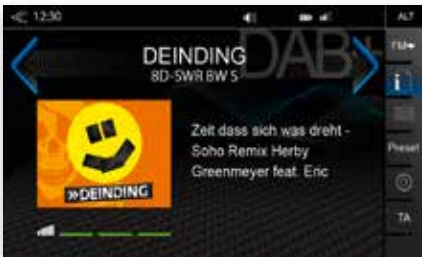 12:30
ALT
DAB+
FM
DEINDING
8D-SWR BW S
i
Zeit dass sich was dreht -
Soho Remix Herby
Greenmeyer feat. Eric
»DEINDING
Preset
TA